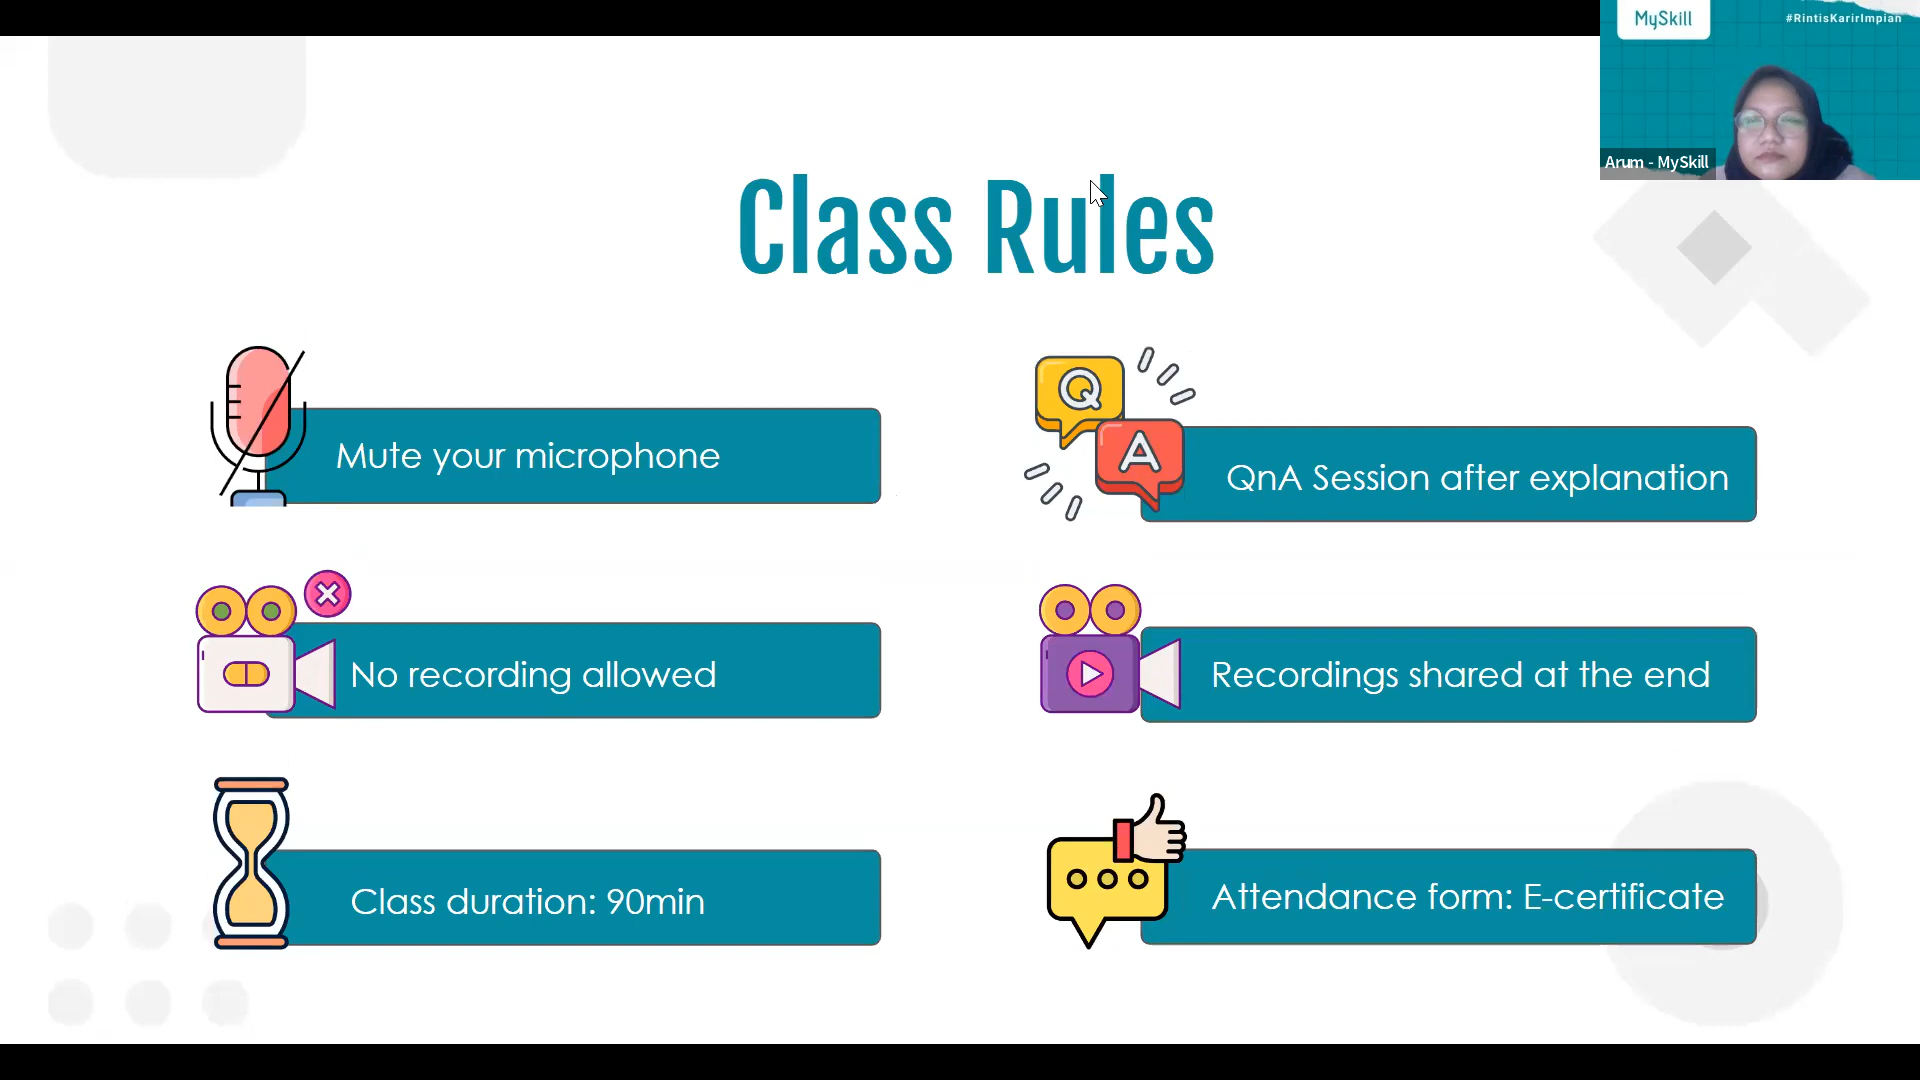 MySkill
#RintisKarirImpian
Arum - MySkill
Class Rules
Mute your microphone
Q
A
QnA Session after explanation
No recording allowed
Recordings shared at the end
Class duration: 90min
Attendance form: E-certificate